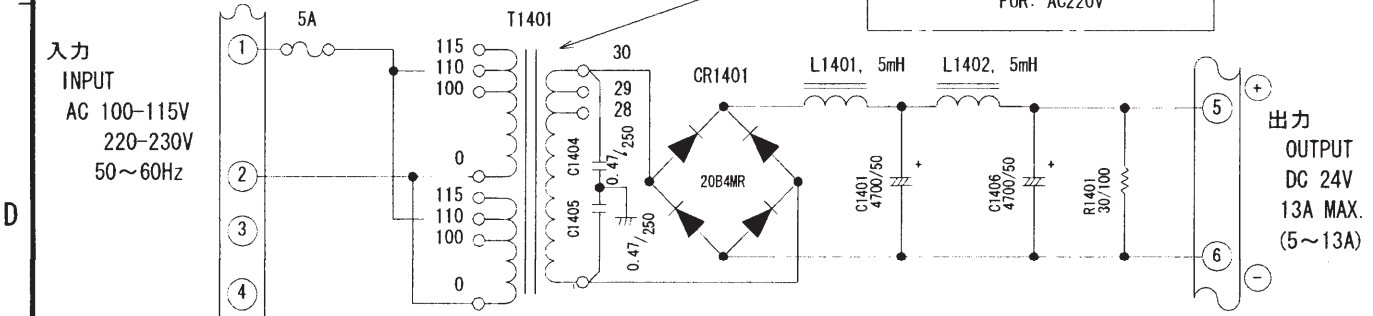 FOR: AC220V
5A
T1401
入力
INPUT
AC 100-115V
220-230V
50～60Hz
1
2
3
4
115
110
100
0
115
110
100
0
30
29
28
C1404
0.47/250
C1405
0.47/250
CR1401
20B4MR
L1401, 5mH
L1402, 5mH
C1401
4700/50
+
C1406
4700/50
+
R1401
30/100
5
6
+
-
出力
OUTPUT
DC 24V
13A MAX.
(5～13A)
D